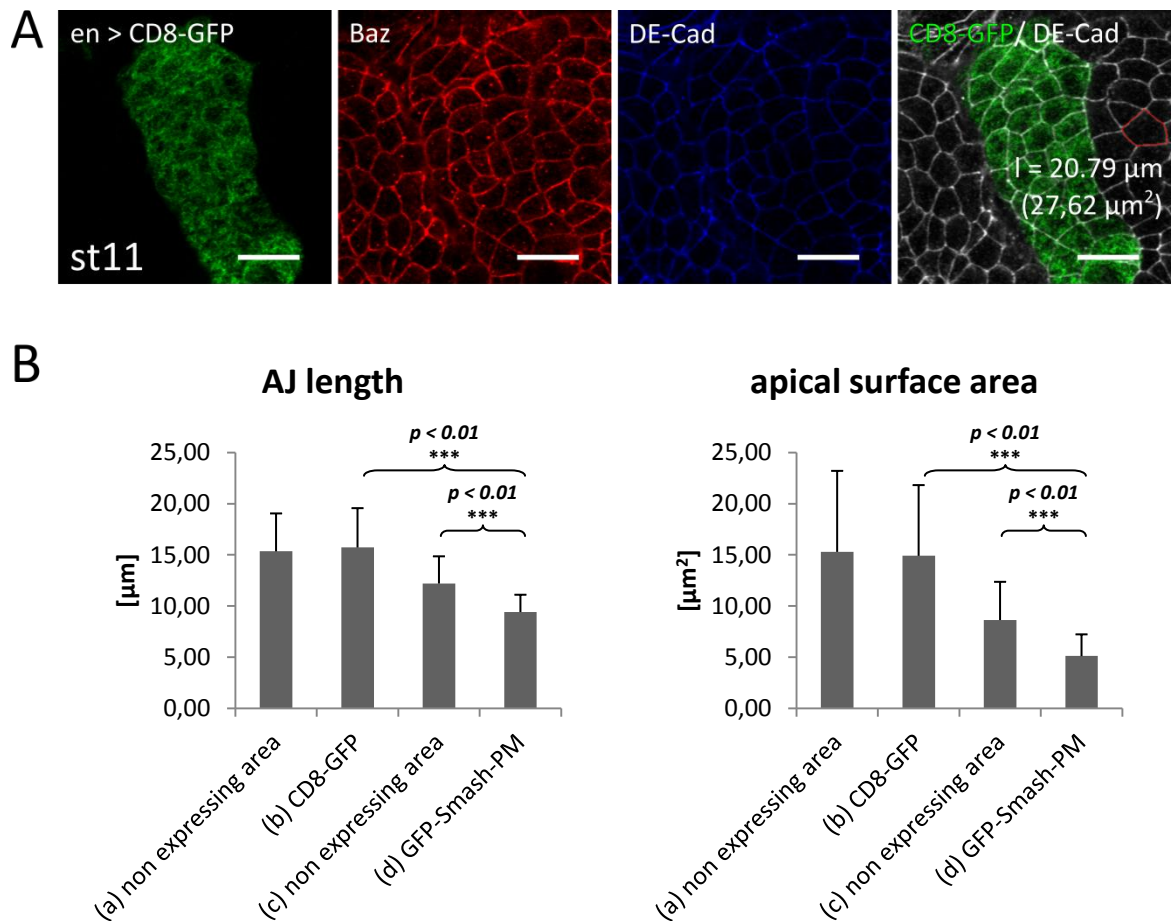 A
en > CD8-GFP
st11
Baz
DE-Cad
CD8-GFP / DE-Cad
l = 20.79 µm
(27,62 µm²)
B
AJ length
p < 0.01
***
p < 0.01
***
[µm]
25,00
20,00
15,00
10,00
5,00
0,00
(a) non expressing area
(b) CD8-GFP
(c) non expressing area
(d) GFP-Smash-PM
apical surface area
p < 0.01
***
p < 0.01
***
[µm²]
25,00
20,00
15,00
10,00
5,00
0,00
(a) non expressing area
(b) CD8-GFP
(c) non expressing area
(d) GFP-Smash-PM